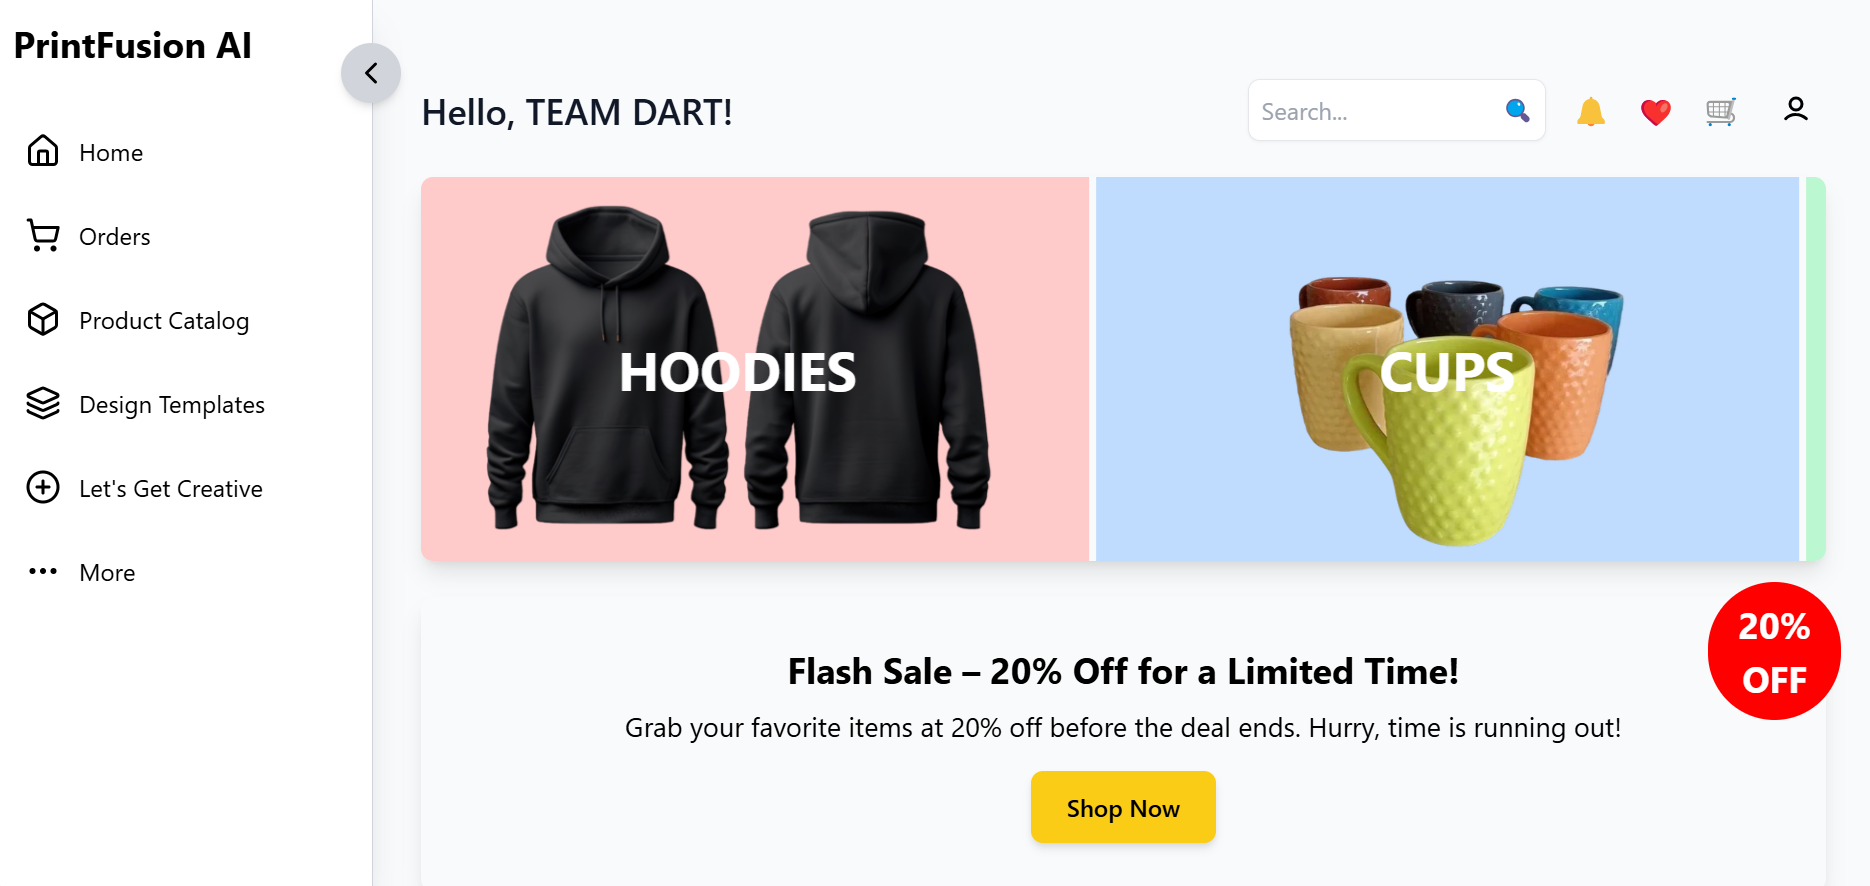 PrintFusion AI
Home
Orders
Product Catalog
Design Templates
Let's Get Creative
More
Hello, TEAM DART!
Search...
HOODIES
CUPS
20%
OFF
Flash Sale – 20% Off for a Limited Time!
Grab your favorite items at 20% off before the deal ends. Hurry, time is running out!
Shop Now